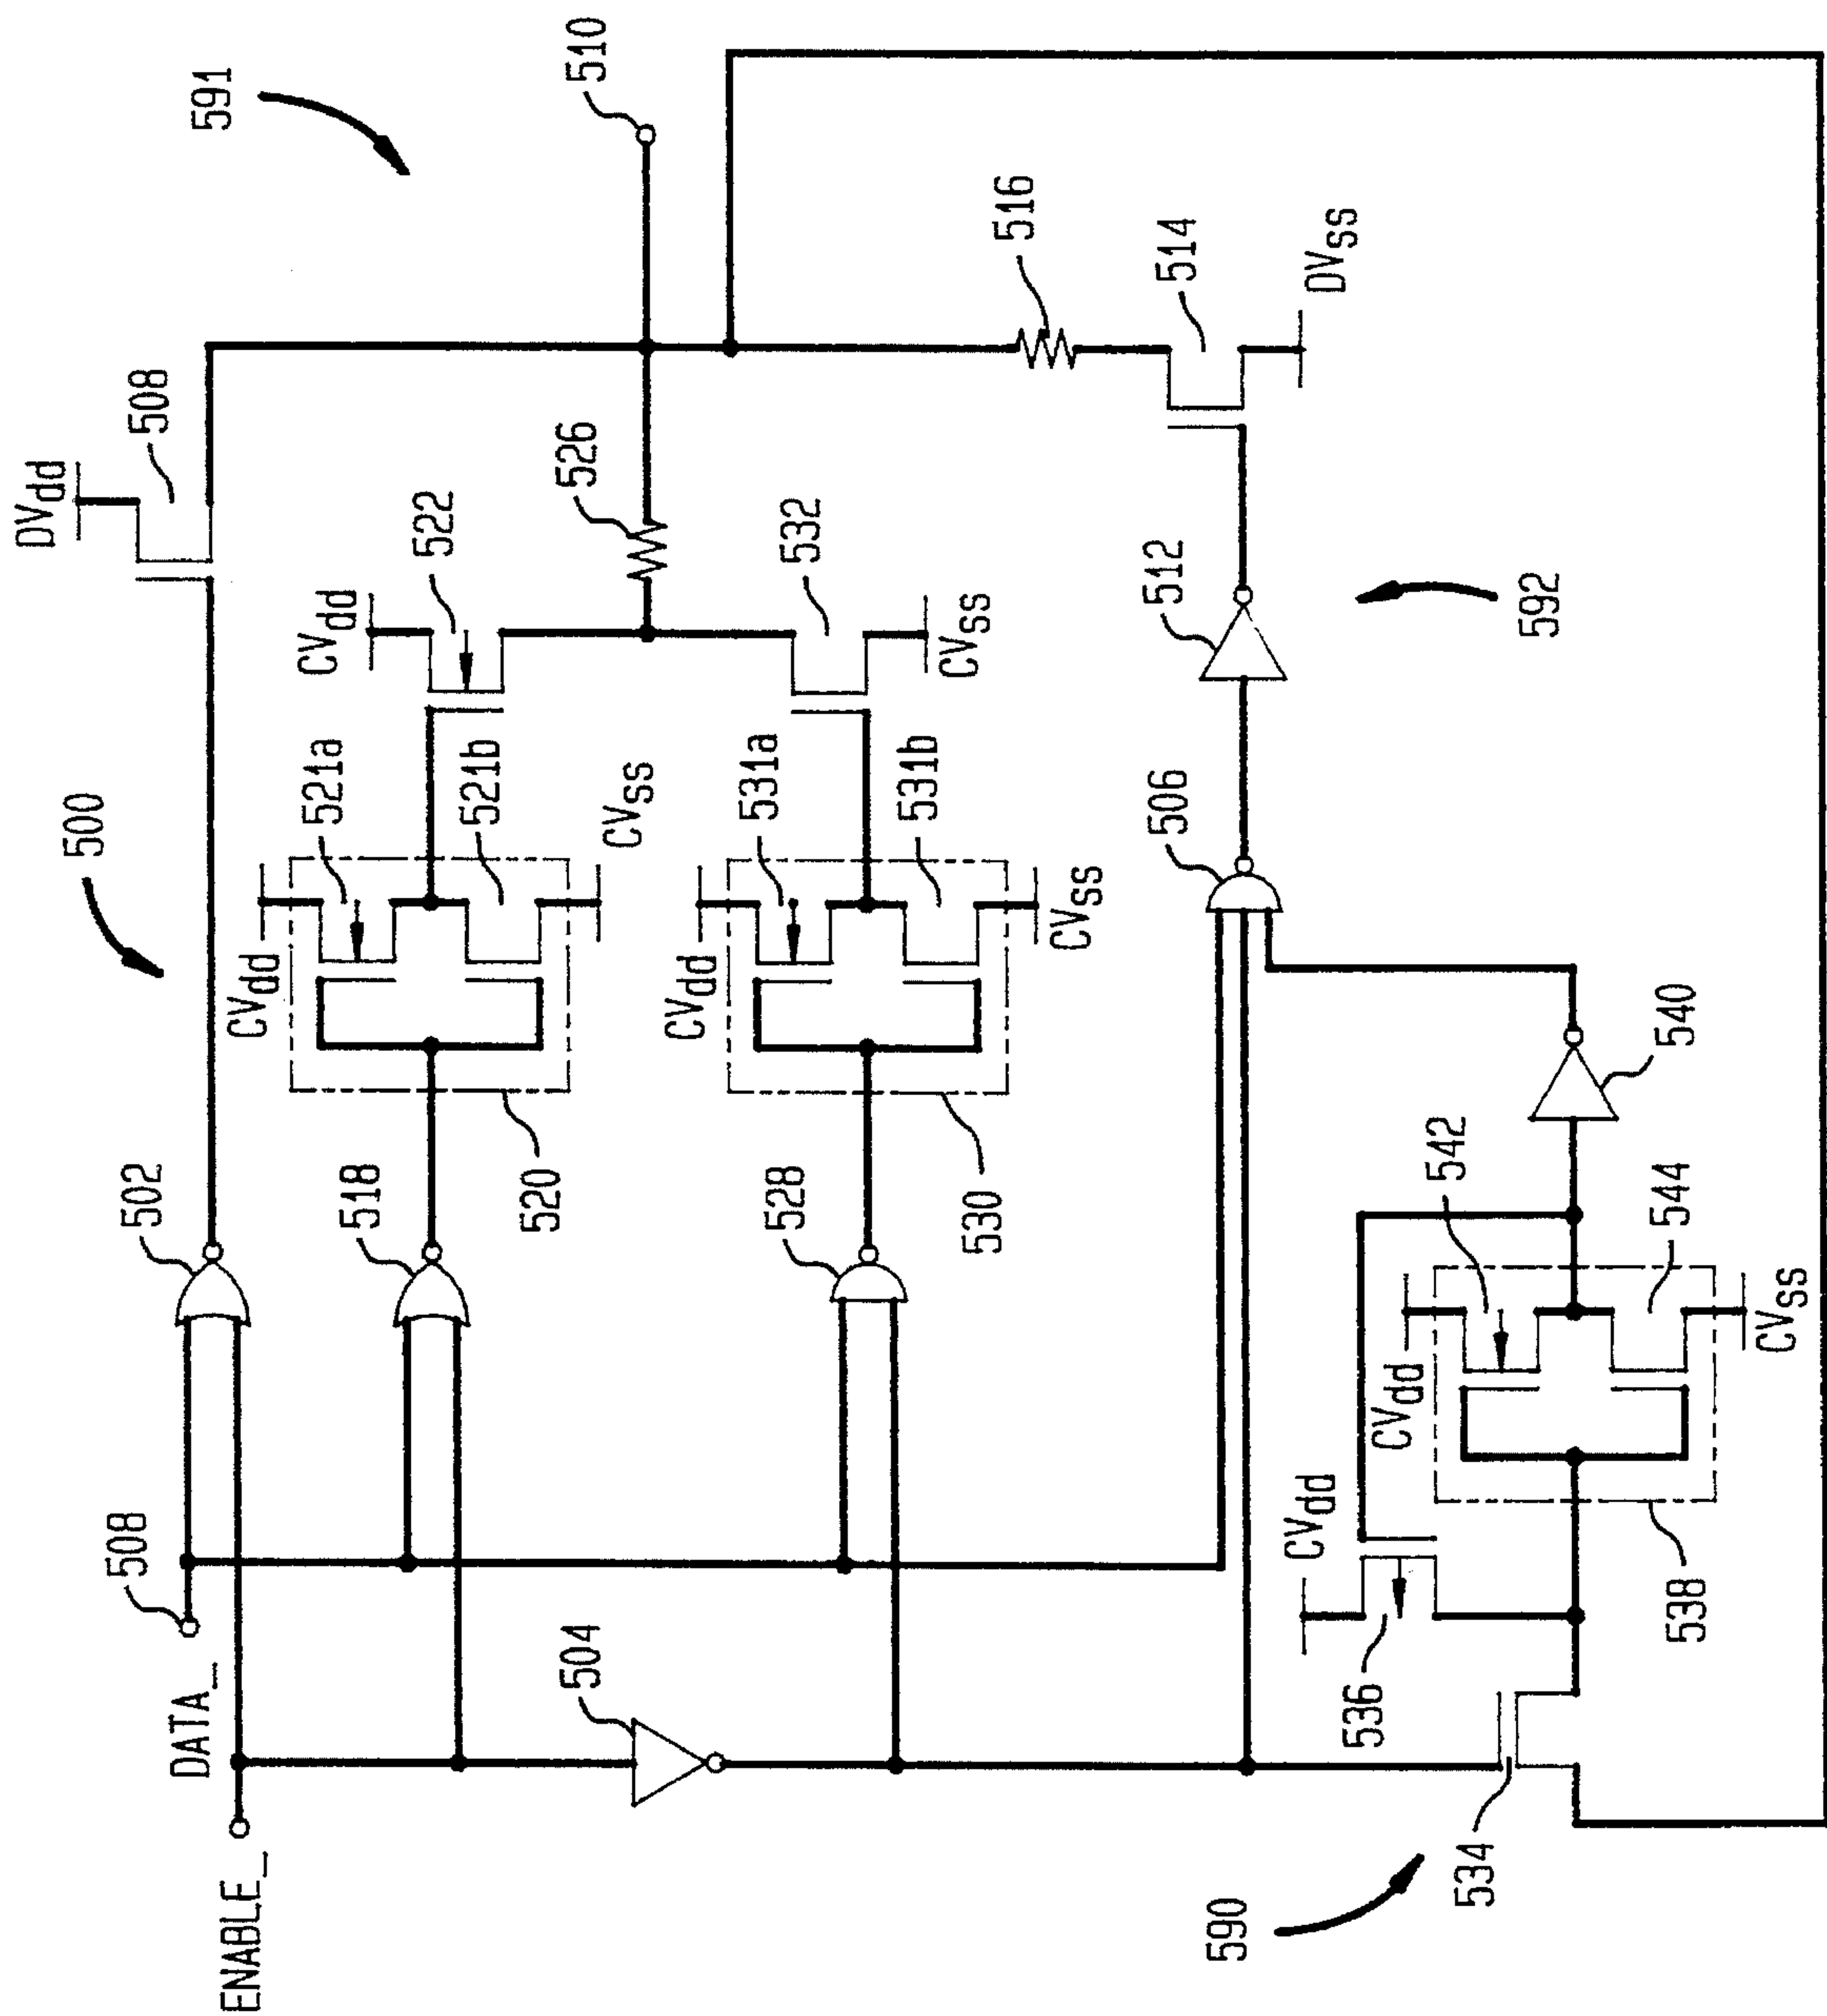 591
510
500
DVdd
508
516
514
DVss
526
522
CVdd
532
CVss
512
592
521a
521b
CVss
CVdd
531a
531b
CVss
CVdd
506
502
518
520
528
530
540
542
544
CVdd
CVss
508
DATA_
ENABLE_
504
CVdd
536
538
534
590